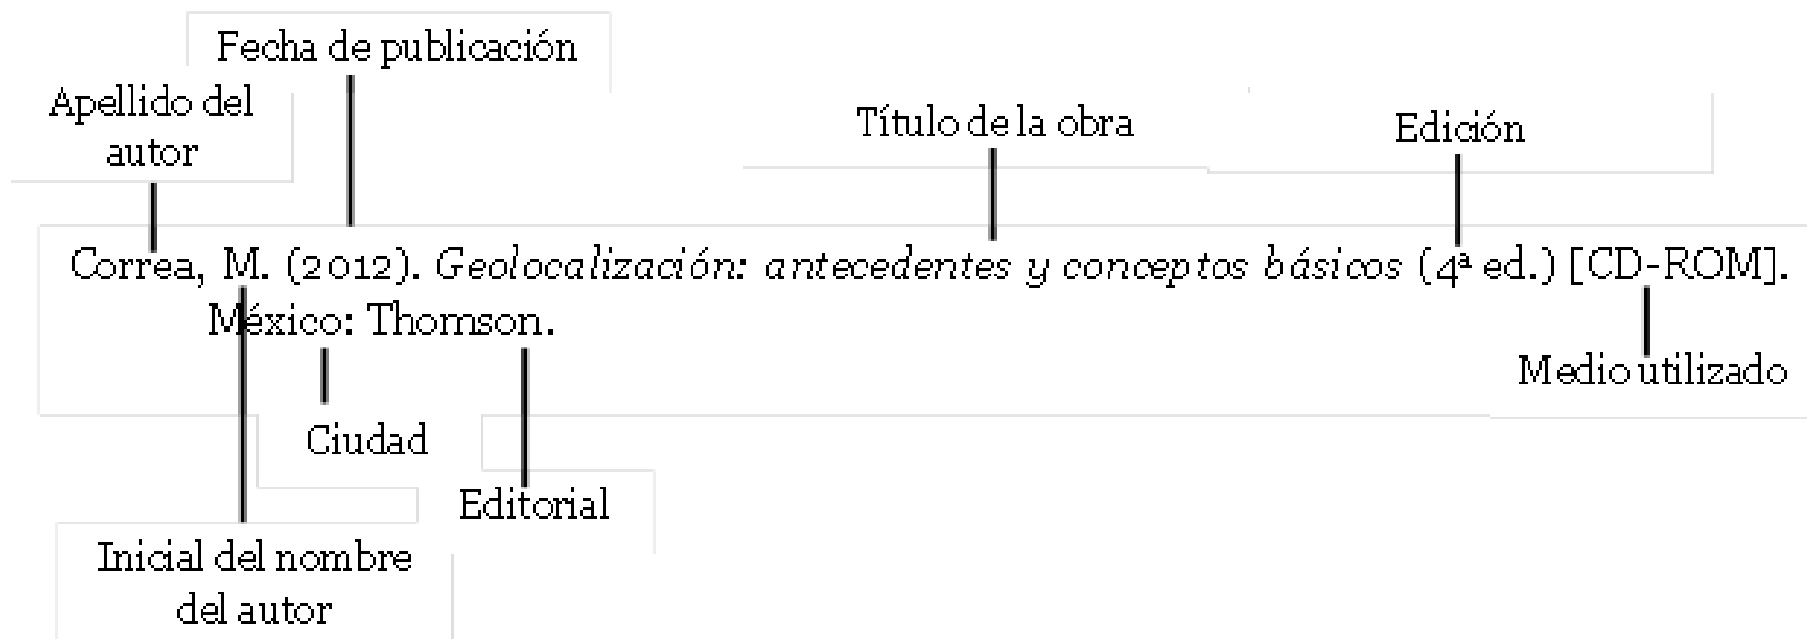 Fecha de publicación
Apellido del
autor
Título de la obra
Edición
Correa, M. (2012). Geolocalización: antecedentes y conceptos básicos (4ª ed.) [CD-ROM].
México: Thomson.
Medio utilizado
Ciudad
Editorial
Inicial del nombre
del autor